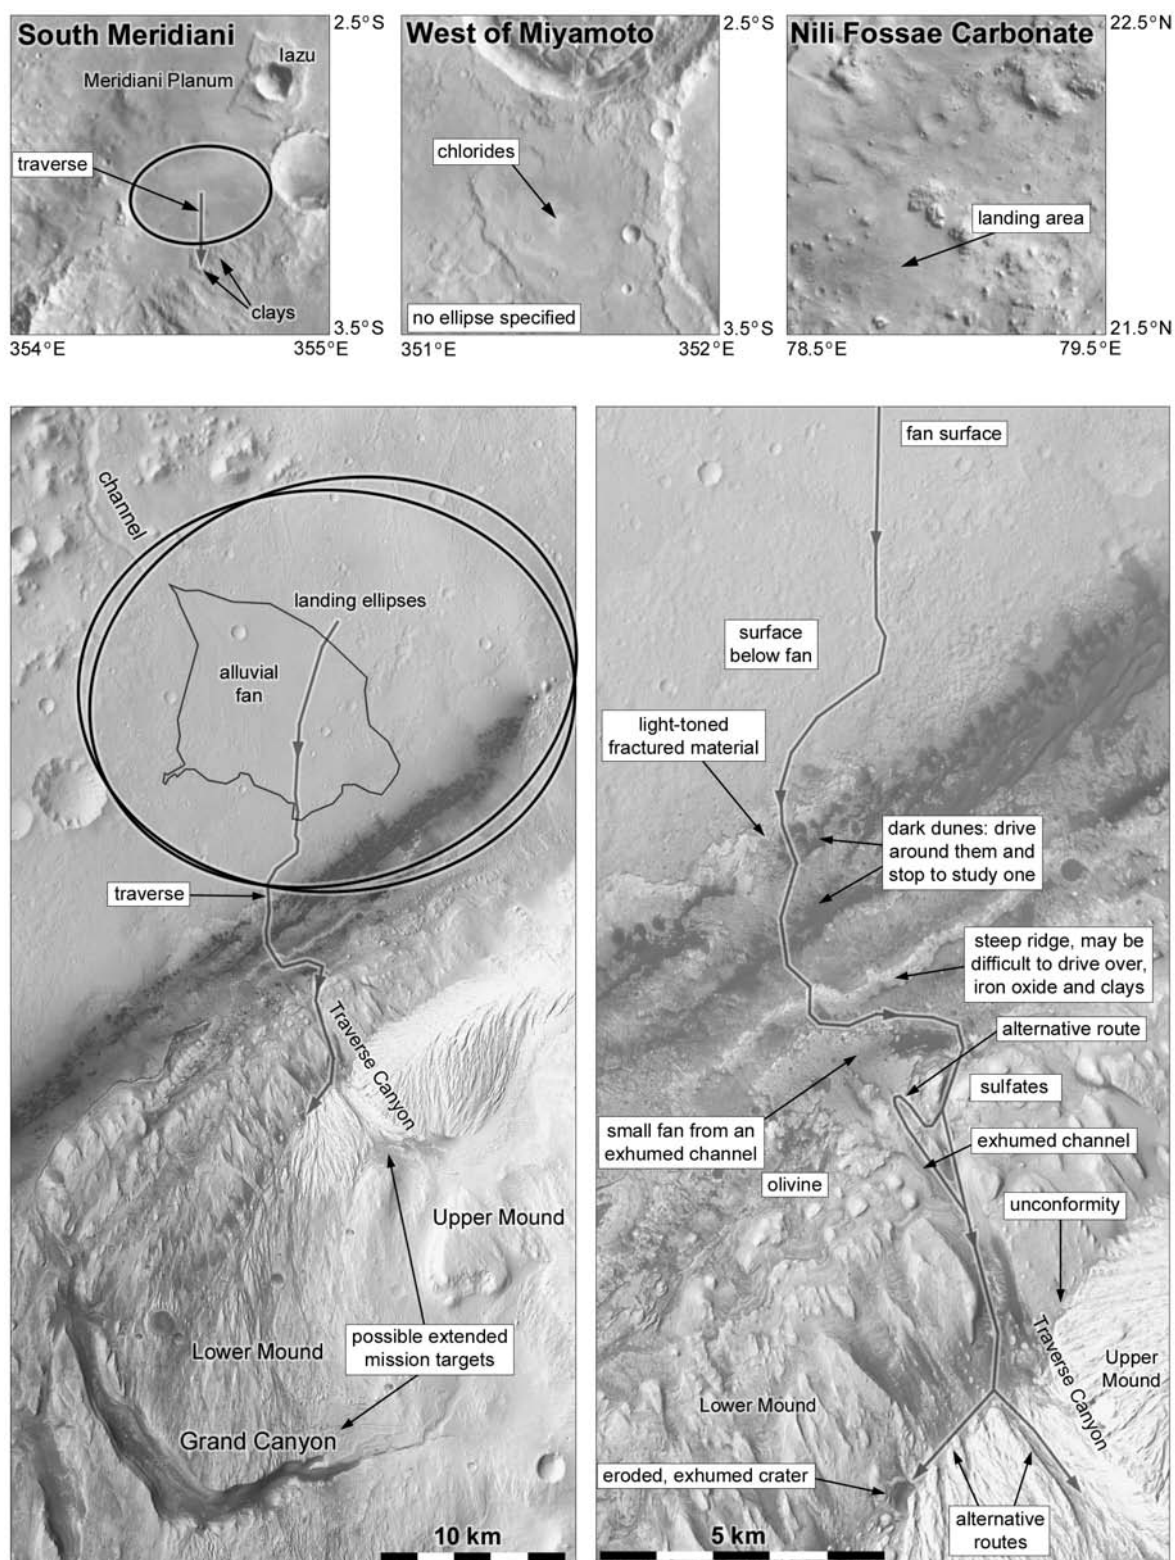 South Meridiani
Iazu
Meridiani Planum
traverse
clays
2.5°S
3.5°S
354°E
355°E
West of Miyamoto
chlorides
no ellipse specified
2.5°S
3.5°S
351°E
352°E
Nili Fossae Carbonate
landing area
22.5°N
21.5°N
78.5°E
79.5°E
channel
landing ellipses
alluvial
fan
traverse
Traverse Canyon
Upper Mound
possible extended
mission targets
Lower Mound
Grand Canyon
10 km
fan surface
surface
below fan
light-toned
fractured material
dark dunes: drive
around them and
stop to study one
steep ridge, may be
difficult to drive over,
iron oxide and clays
alternative route
sulfates
small fan from an
exhumed channel
exhumed channel
olivine
unconformity
Traverse Canyon
Upper
Mound
Lower Mound
eroded, exhumed crater
alternative
routes
5 km